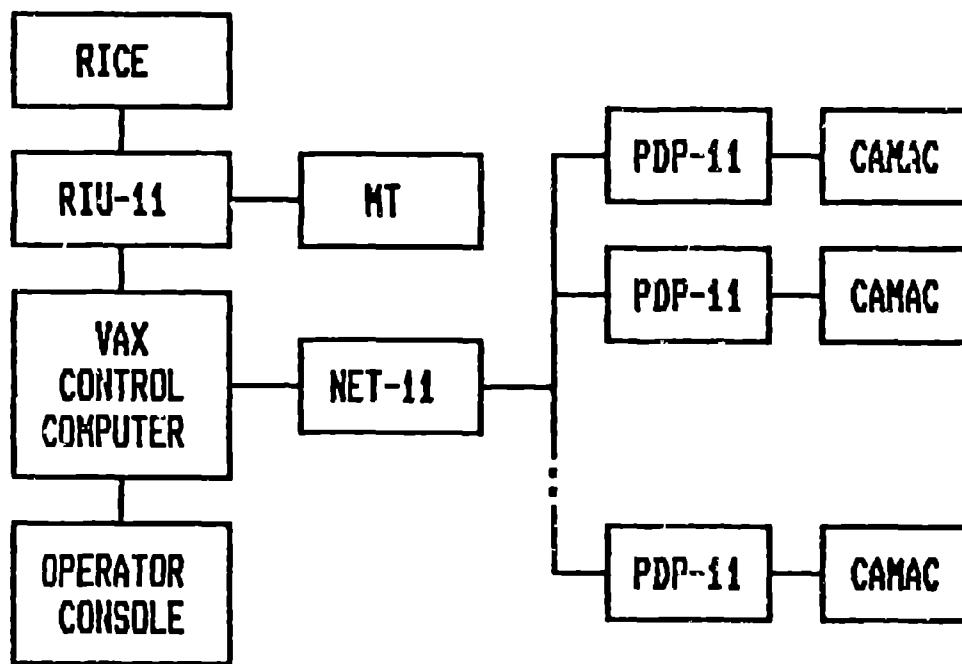 RICE
RIU-11
MT
VAX
CONTROL
COMPUTER
NET-11
OPERATOR
CONSOLE
PDP-11
CAMAC
PDP-11
CAMAC
PDP-11
CAMAC